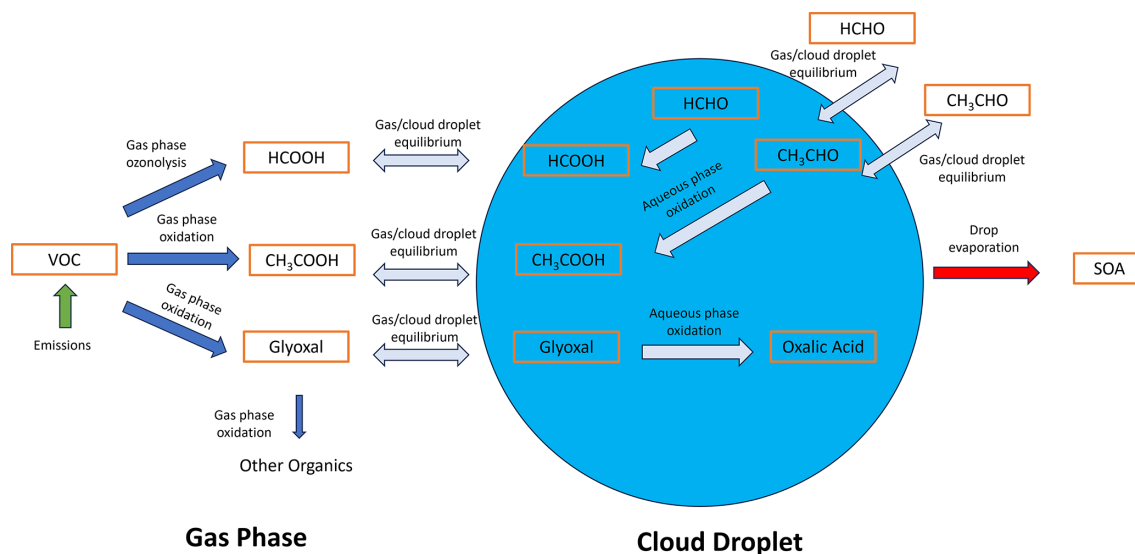 HCHO
Gas/cloud droplet
equilibrium
HCHO
CH₃CHO
Gas phase
ozonolysis
HCOOH
Gas/cloud droplet
equilibrium
HCOOH
CH₃CHO
Gas/cloud droplet
equilibrium
Aqueous phase
oxidation
Gas phase
oxidation
VOC
CH₃COOH
Gas/cloud droplet
equilibrium
CH₃COOH
Drop
evaporation
SOA
Gas phase
oxidation
Emissions
Glyoxal
Gas/cloud droplet
equilibrium
Glyoxal
Aqueous phase
oxidation
Oxalic Acid
Gas phase
oxidation
Other Organics
Gas Phase
Cloud Droplet